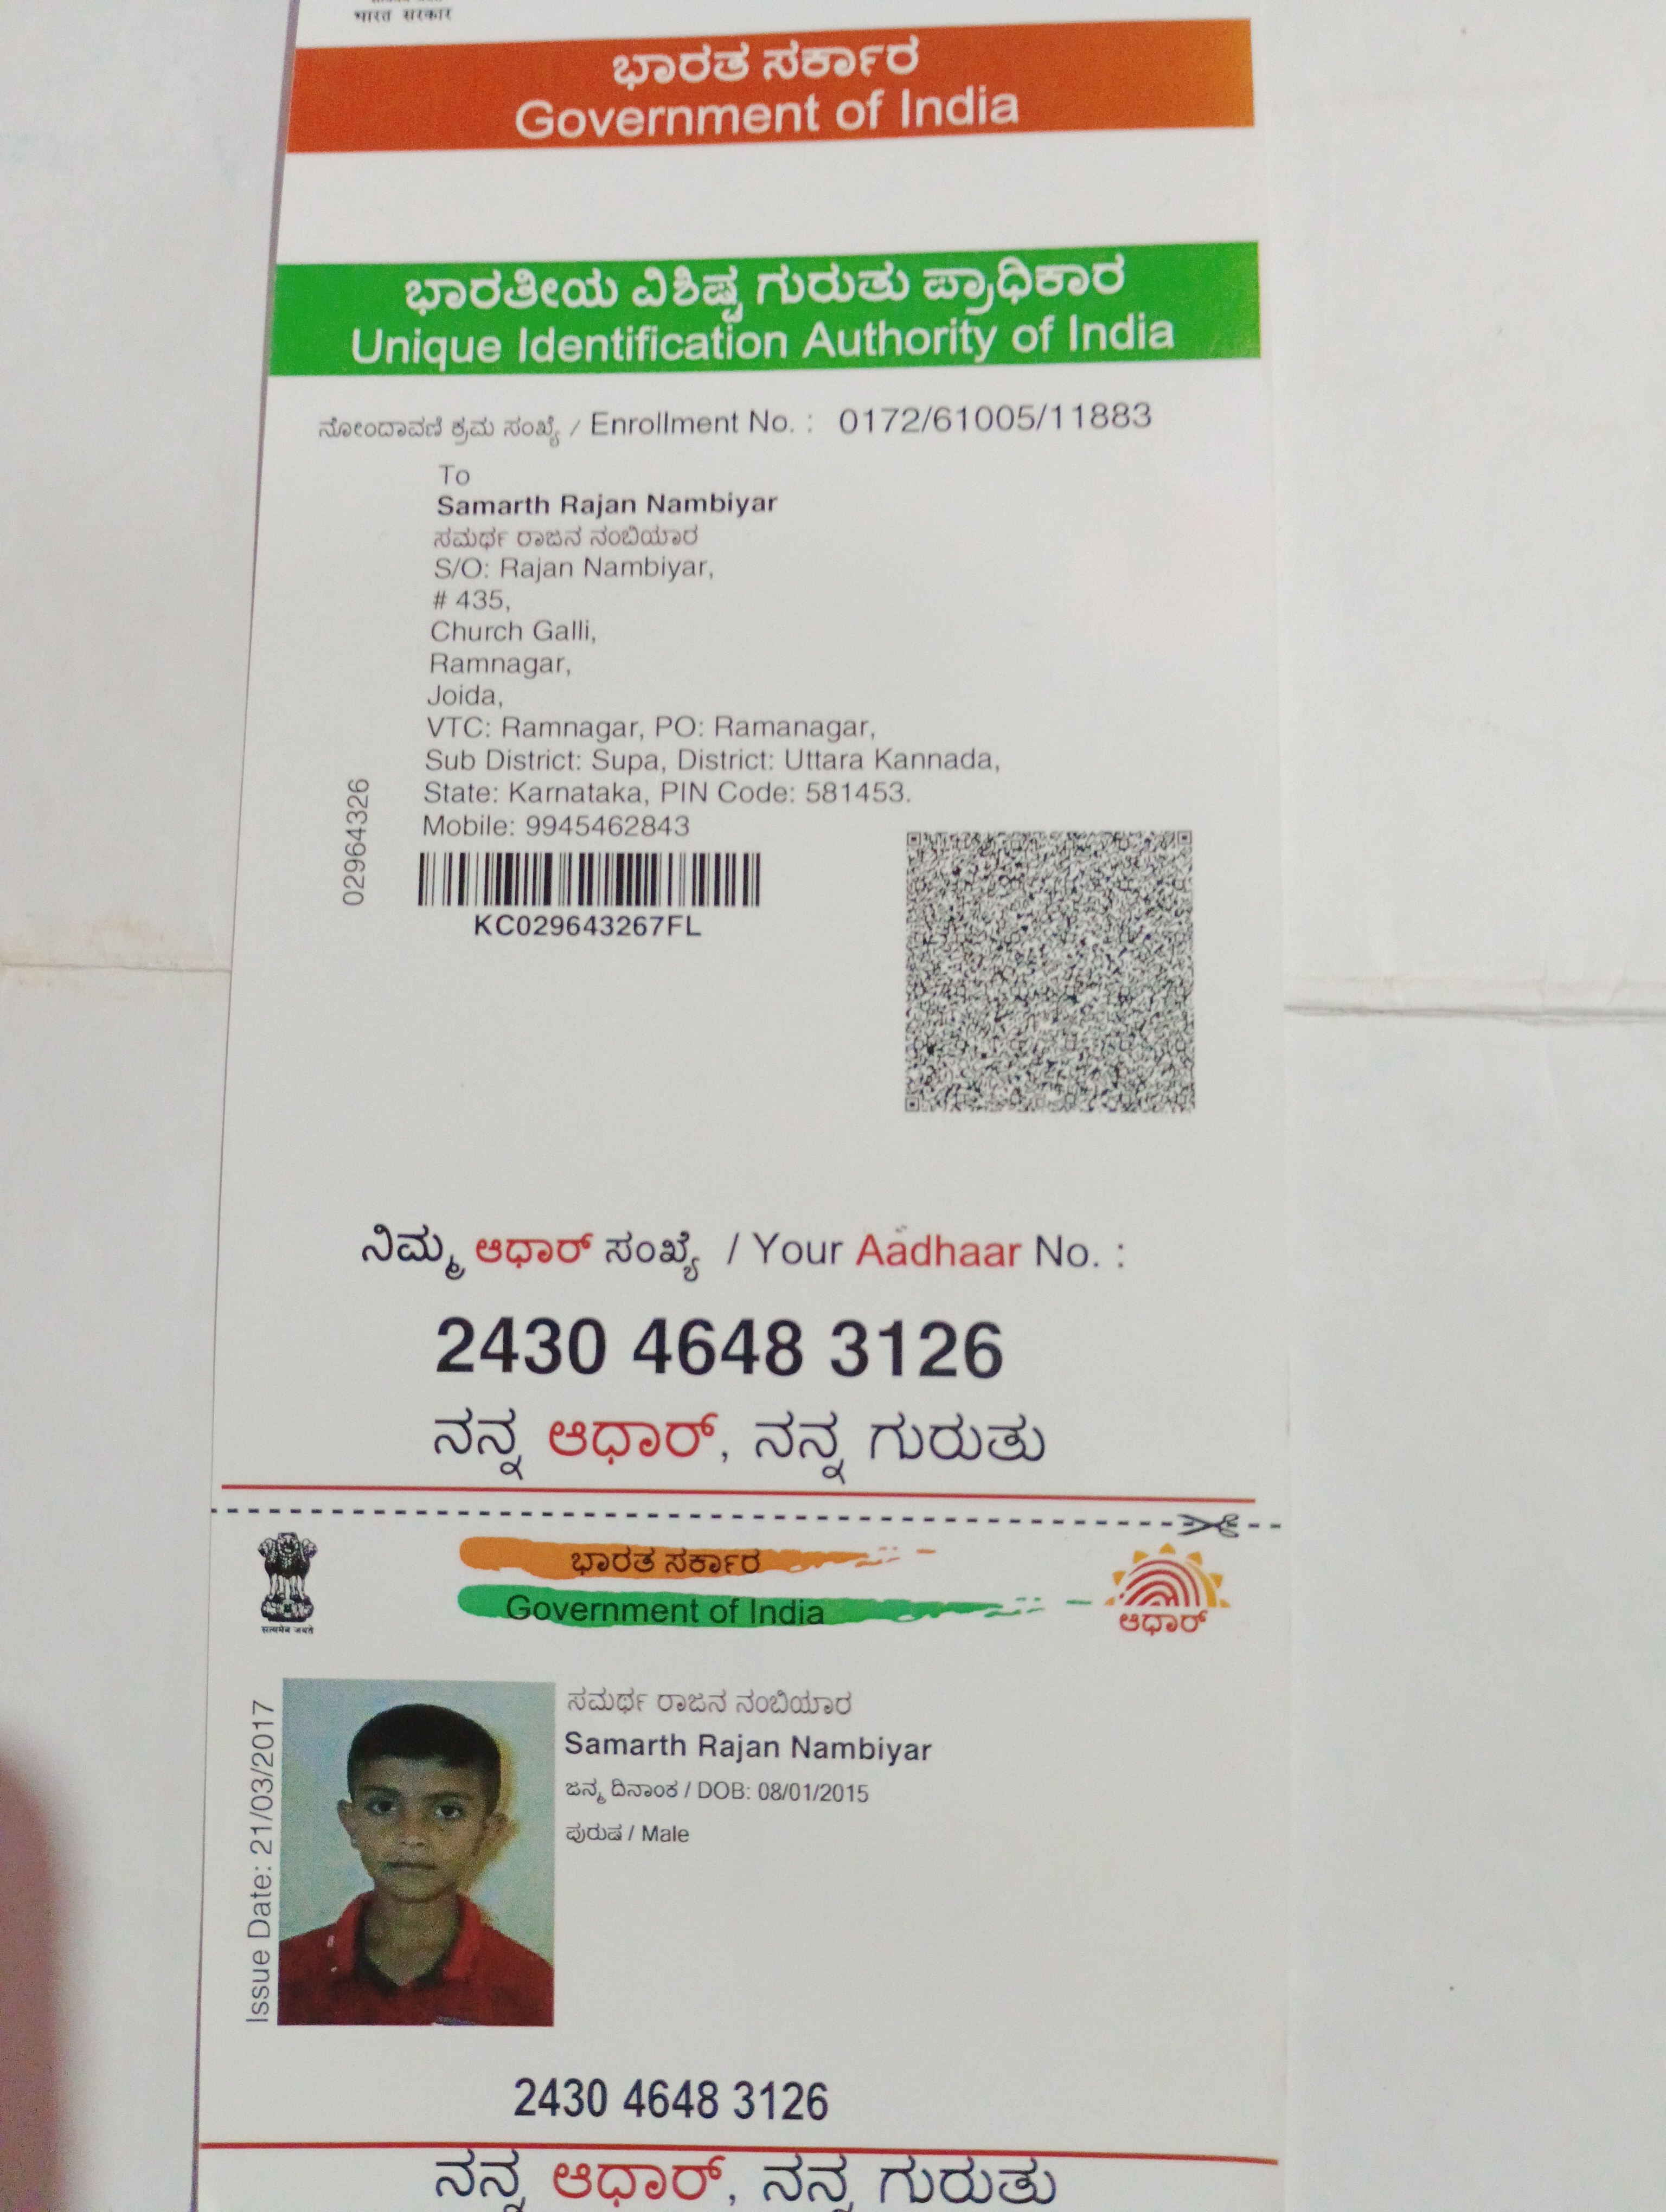 भारत सरकार
ಭಾರತ ಸರ್ಕಾರ
Government of India
ಭಾರತೀಯ ವಿಶಿಷ್ಟ ಗುರುತು ಪ್ರಾಧಿಕಾರ
Unique Identification Authority of India
ನೋಂದಾವಣಿ ಕ್ರಮ ಸಂಖ್ಯೆ / Enrollment No. : 0172/61005/11883
To
Samarth Rajan Nambiyar
ಸಮರ್ಥ ರಾಜನ ನಂಬಿಯಾರ
S/O: Rajan Nambiyar,
# 435,
Church Galli,
Ramnagar,
Joida,
VTC: Ramnagar, PO: Ramanagar,
Sub District: Supa, District: Uttara Kannada,
State: Karnataka, PIN Code: 581453.
Mobile: 9945462843
02964326
KC029643267FL
ನಿಮ್ಮ ಆಧಾರ್ ಸಂಖ್ಯೆ / Your Aadhaar No. :
2430 4648 3126
ನನ್ನ ಆಧಾರ್, ನನ್ನ ಗುರುತು
ಭಾರತ ಸರ್ಕಾರ
Government of India
सत्यमेव जयते
ಆಧಾರ್
Issue Date: 21/03/2017
ಸಮರ್ಥ ರಾಜನ ನಂಬಿಯಾರ
Samarth Rajan Nambiyar
ಜನ್ಮ ದಿನಾಂಕ / DOB: 08/01/2015
ಪುರುಷ / Male
2430 4648 3126
ನನ್ನ ಆಧಾರ್, ನನ್ನ ಗುರುತು